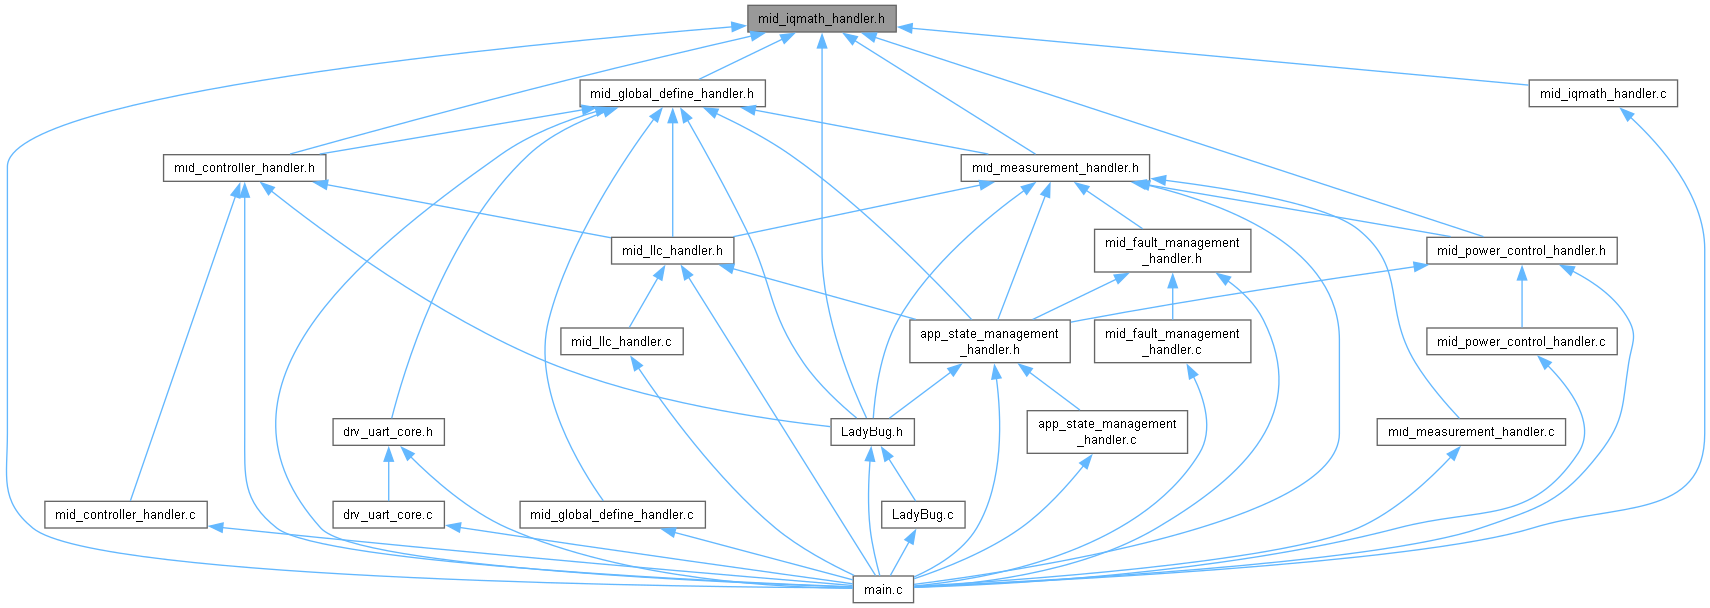 mid_iqmath_handler.h
mid_global_define_handler.h
mid_iqmath_handler.c
mid_controller_handler.h
mid_measurement_handler.h
mid_llc_handler.h
mid_fault_management
_handler.h
mid_power_control_handler.h
mid_llc_handler.c
app_state_management
_handler.h
mid_fault_management
_handler.c
mid_power_control_handler.c
drv_uart_core.h
LadyBug.h
app_state_management
_handler.c
mid_measurement_handler.c
mid_controller_handler.c
drv_uart_core.c
mid_global_define_handler.c
LadyBug.c
main.c